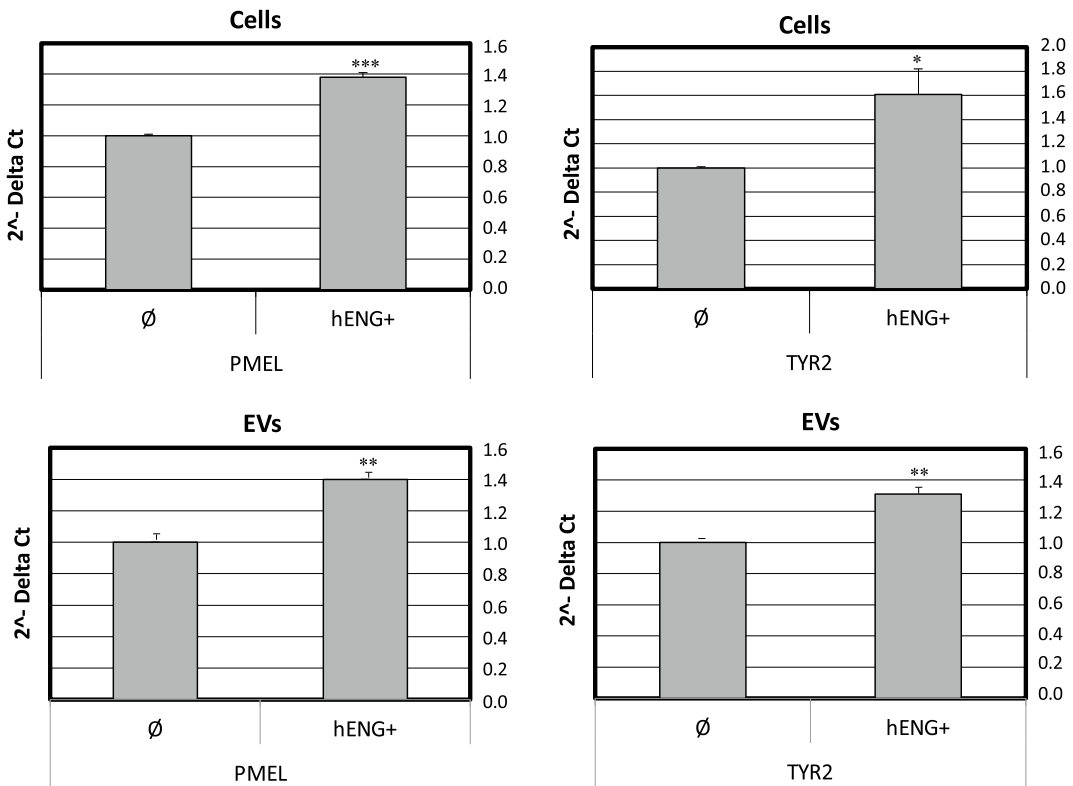 Cells
2^- Delta Ct
***
1.6
1.4
1.2
1.0
0.8
0.6
0.4
0.2
0.0
Ø
hENG+
PMEL
Cells
2^- Delta Ct
*
2.0
1.8
1.6
1.4
1.2
1.0
0.8
0.6
0.4
0.2
0.0
Ø
hENG+
TYR2
EVs
2^- Delta Ct
**
1.6
1.4
1.2
1.0
0.8
0.6
0.4
0.2
0.0
Ø
hENG+
PMEL
EVs
2^- Delta Ct
**
1.6
1.4
1.2
1.0
0.8
0.6
0.4
0.2
0.0
Ø
hENG+
TYR2